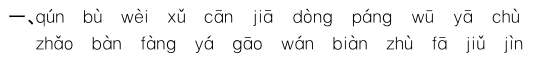 一、qún bù wèi xǔ cān jiā dòng páng wū yā chù
zhǎo bàn fàng yá gāo wán biàn zhù fā jiǔ jìn